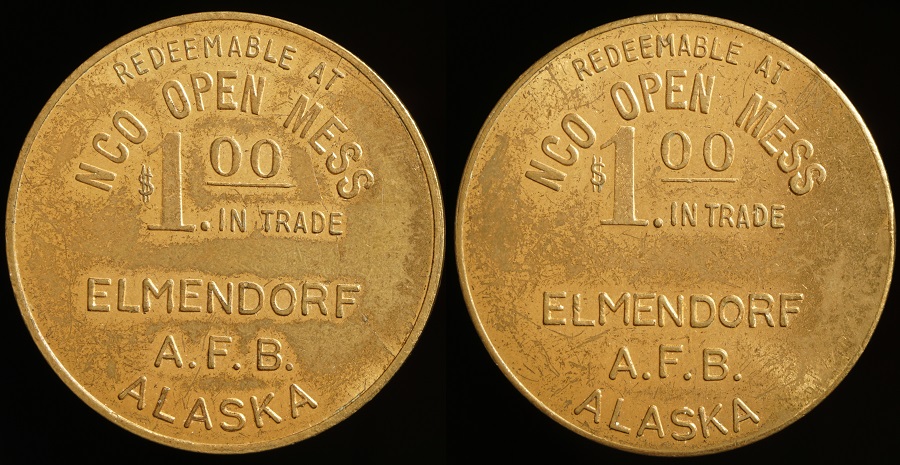 REDEEMABLE AT
NCO OPEN MESS
$1.00
IN TRADE
ELMENDORF
A.F.B.
ALASKA
REDEEMABLE AT
NCO OPEN MESS
$1.00
IN TRADE
ELMENDORF
A.F.B.
ALASKA